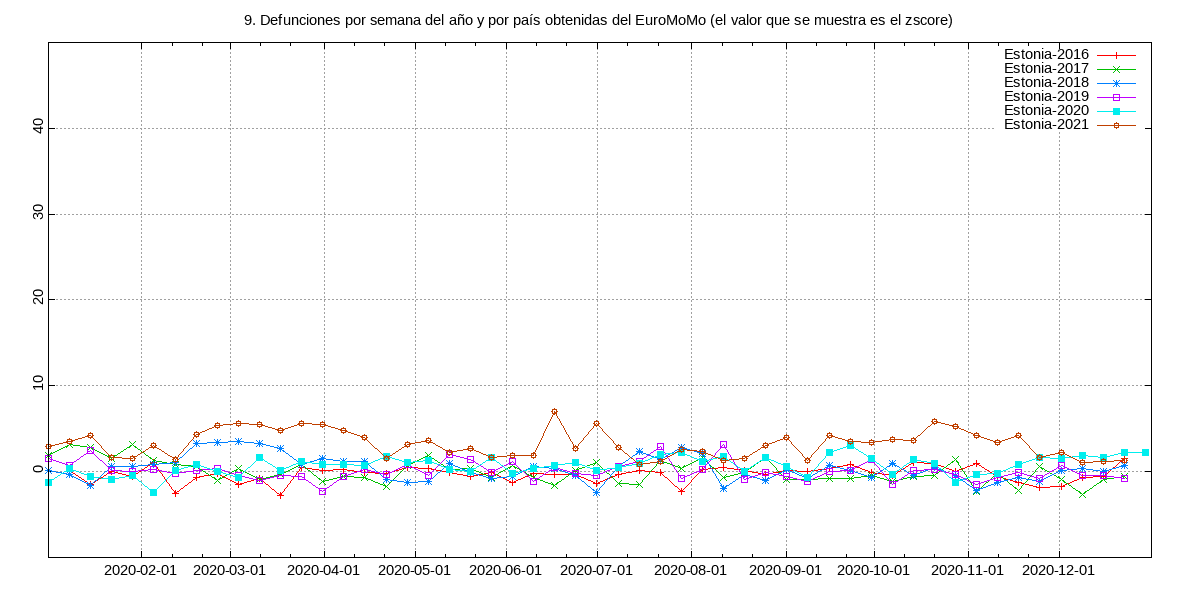 9. Defunciones por semana del año y por país obtenidas del EuroMoMo (el valor que se muestra es el zscore)
Estonia-2016
Estonia-2017
Estonia-2018
Estonia-2019
Estonia-2020
Estonia-2021
40
30
20
10
0
2020-02-01 2020-03-01 2020-04-01 2020-05-01 2020-06-01 2020-07-01 2020-08-01 2020-09-01 2020-10-01 2020-11-01 2020-12-01